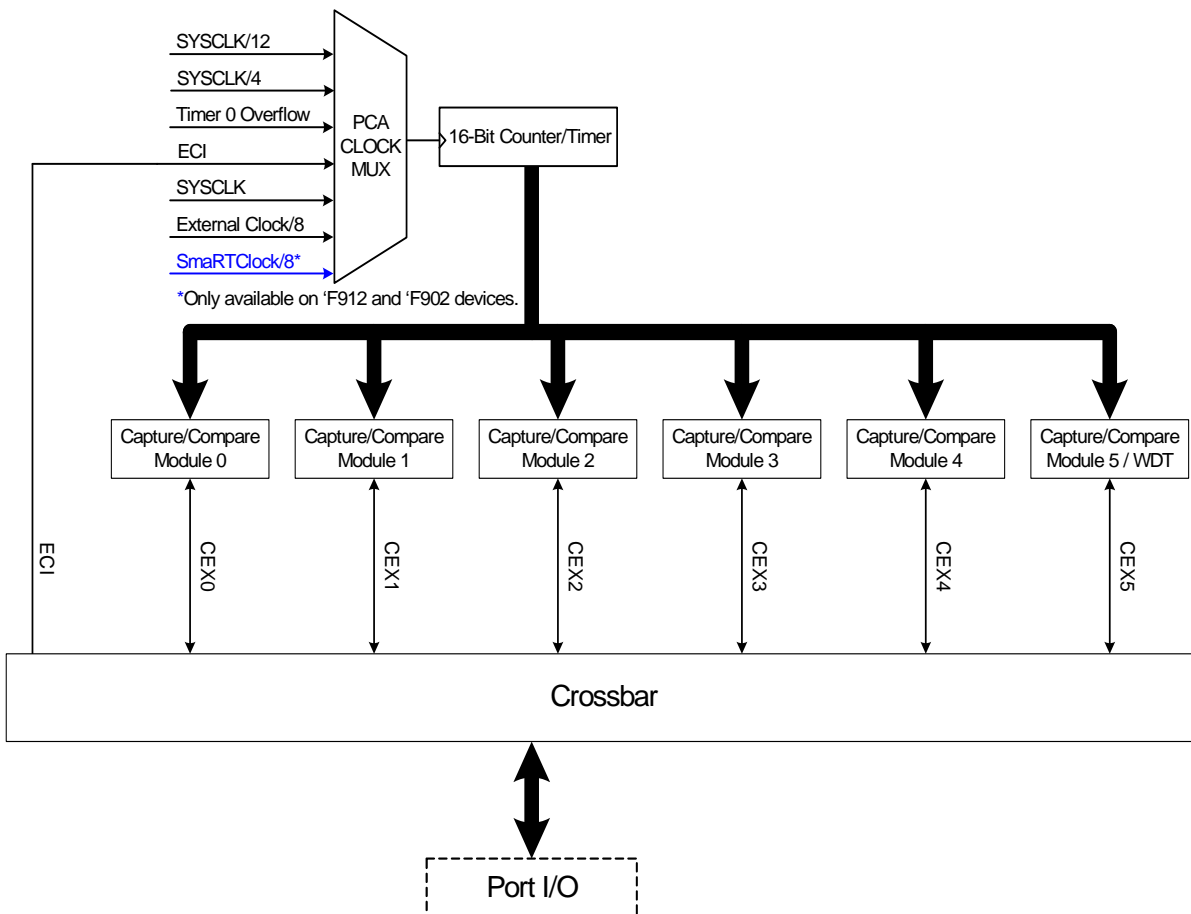 SYSCLK/12
SYSCLK/4
Timer 0 Overflow
ECI
SYSCLK
External Clock/8
SmaRTClock/8*
PCA
CLOCK
MUX
16-Bit Counter/Timer
*Only available on ‘F912 and ‘F902 devices.
Capture/Compare
Module 0
Capture/Compare
Module 1
Capture/Compare
Module 2
Capture/Compare
Module 3
Capture/Compare
Module 4
Capture/Compare
Module 5 / WDT
ECI
CEX0
CEX1
CEX2
CEX3
CEX4
CEX5
Crossbar
Port I/O